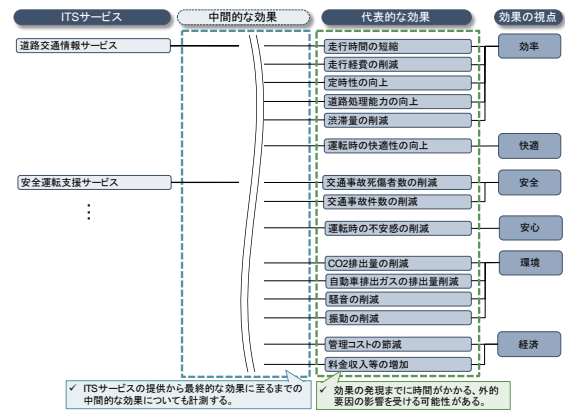 ITSサービス
中間的な効果
代表的な効果
効果の視点
道路交通情報サービス
走行時間の短縮
効率
走行経費の削減
定時性の向上
道路処理能力の向上
渋滞量の削減
運転時の快適性の向上
快適
安全運転支援サービス
交通事故死傷者数の削減
安全
交通事故件数の削減
⋮
運転時の不安感の削減
安心
CO2排出量の削減
環境
自動車排出ガスの排出量削減
騒音の削減
振動の削減
管理コストの節減
経済
料金収入等の増加
✓ ITSサービスの提供から最終的な効果に至るまでの
中間的な効果についても計測する。
✓ 効果の発現までに時間がかかる、外的
要因の影響を受ける可能性がある。